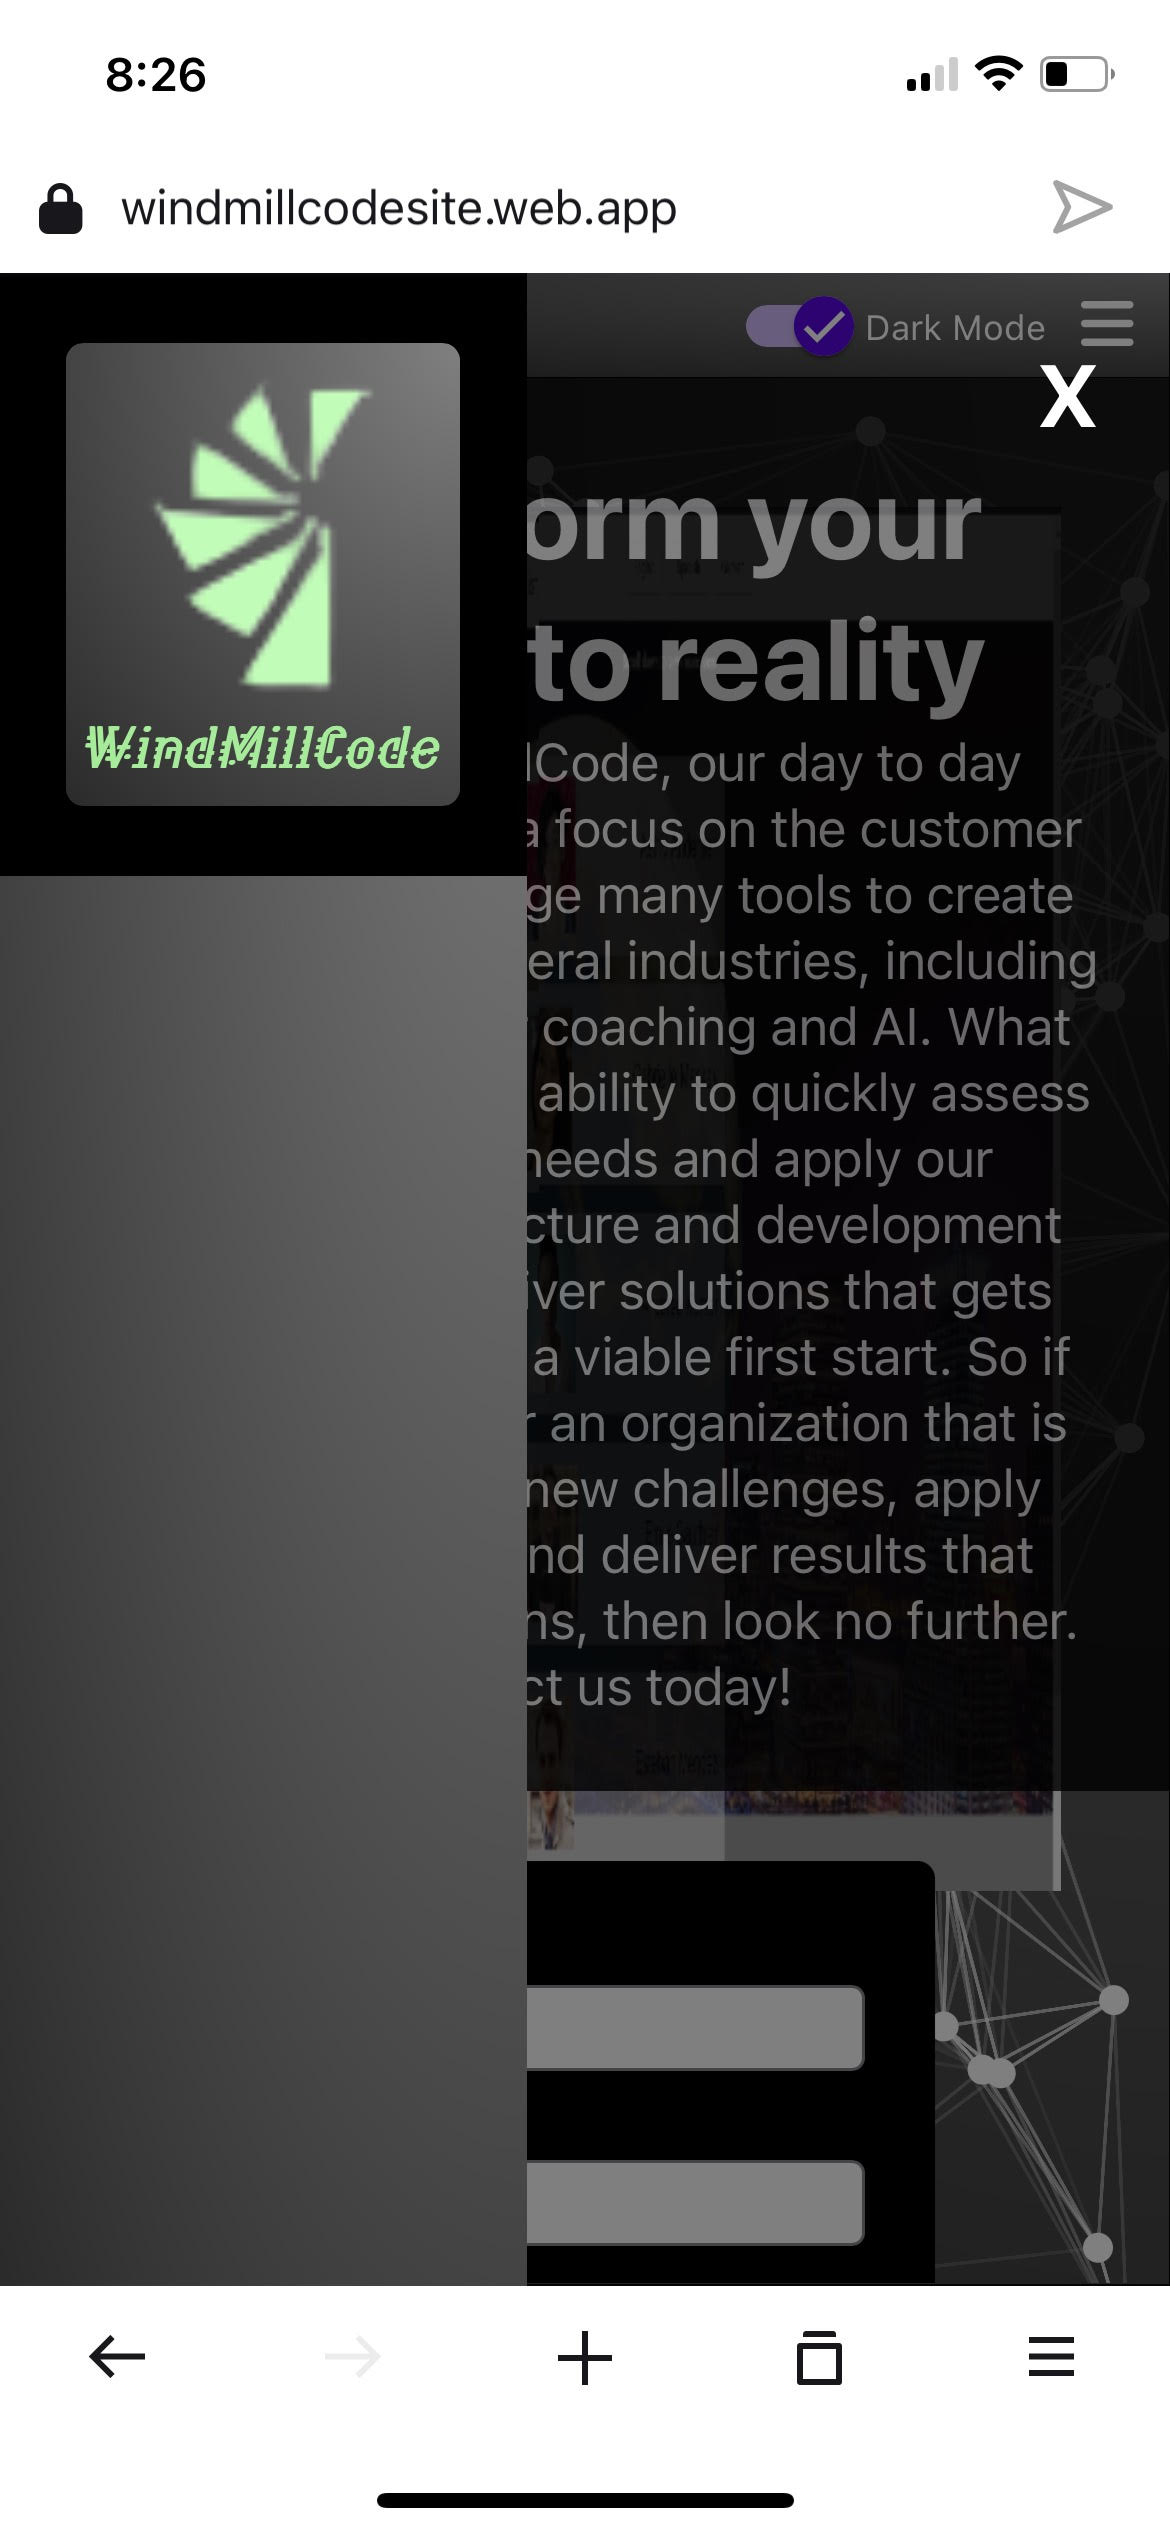 8:26
windmillcodesite.web.app
Dark Mode
X
WindMillCode
orm your
to reality
lCode, our day to day
a focus on the customer
ge many tools to create
eral industries, including
coaching and AI. What
ability to quickly assess
needs and apply our
cture and development
iver solutions that gets
a viable first start. So if
r an organization that is
new challenges, apply
nd deliver results that
ns, then look no further.
ct us today!